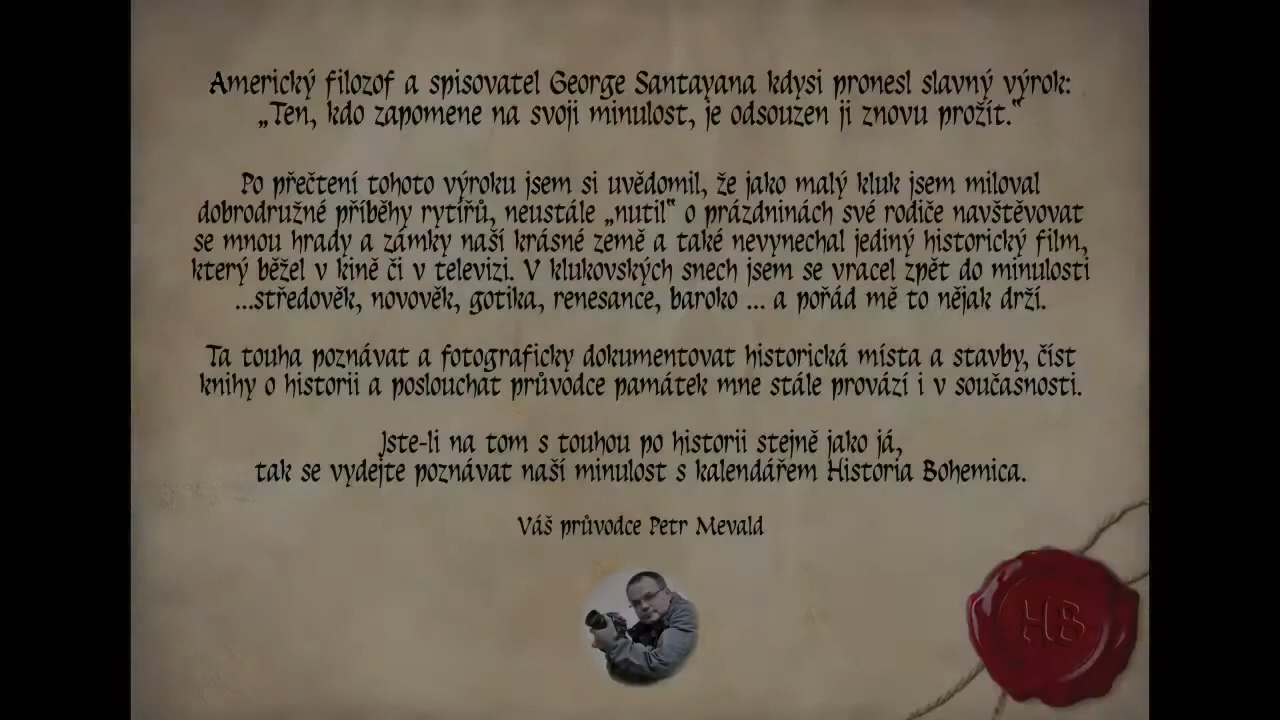 Americký filozof a spisovatel George Santayana kdysi pronesl slavný výrok:
„Ten, kdo zapomene na svoji minulost, je odsouzen ji znovu prožít.“
Po přečtení tohoto výroku jsem si uvědomil, že jako malý kluk jsem miloval
dobrodružné příběhy rytířů, neustále „nutil“ o prázdninách své rodiče navštěvovat
se mnou hrady a zámky naší krásné země a také nevynechal jediný historický film,
který běžel v kině či v televizi. V klukovských snech jsem se vracel zpět do minulosti
...středověk, novověk, gotika, renesance, baroko ... a pořád mě to nějak drží.
Ta touha poznávat a fotograficky dokumentovat historická místa a stavby, číst
knihy o historii a poslouchat průvodce památek mne stále provází i v současnosti.
Jste-li na tom s touhou po historii stejně jako já,
tak se vydejte poznávat naší minulost s kalendářem Historia Bohemica.
Váš průvodce Petr Mevald
HB